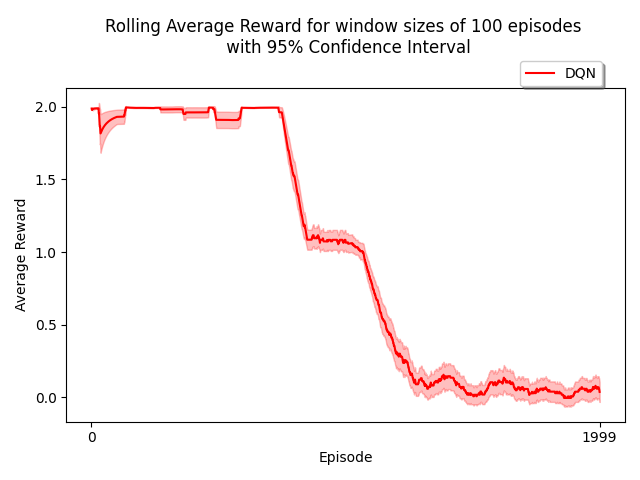 Rolling Average Reward for window sizes of 100 episodes
with 95% Confidence Interval
DQN
2.0
1.5
1.0
0.5
0.0
Average Reward
0
1999
Episode